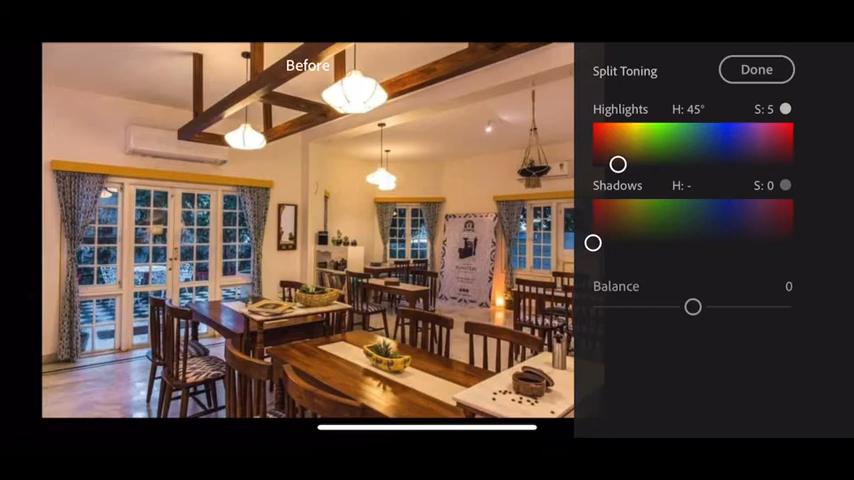 Before
Split Toning
Done
Highlights H: 45° S: 5
Shadows H: - S: 0
Balance 0